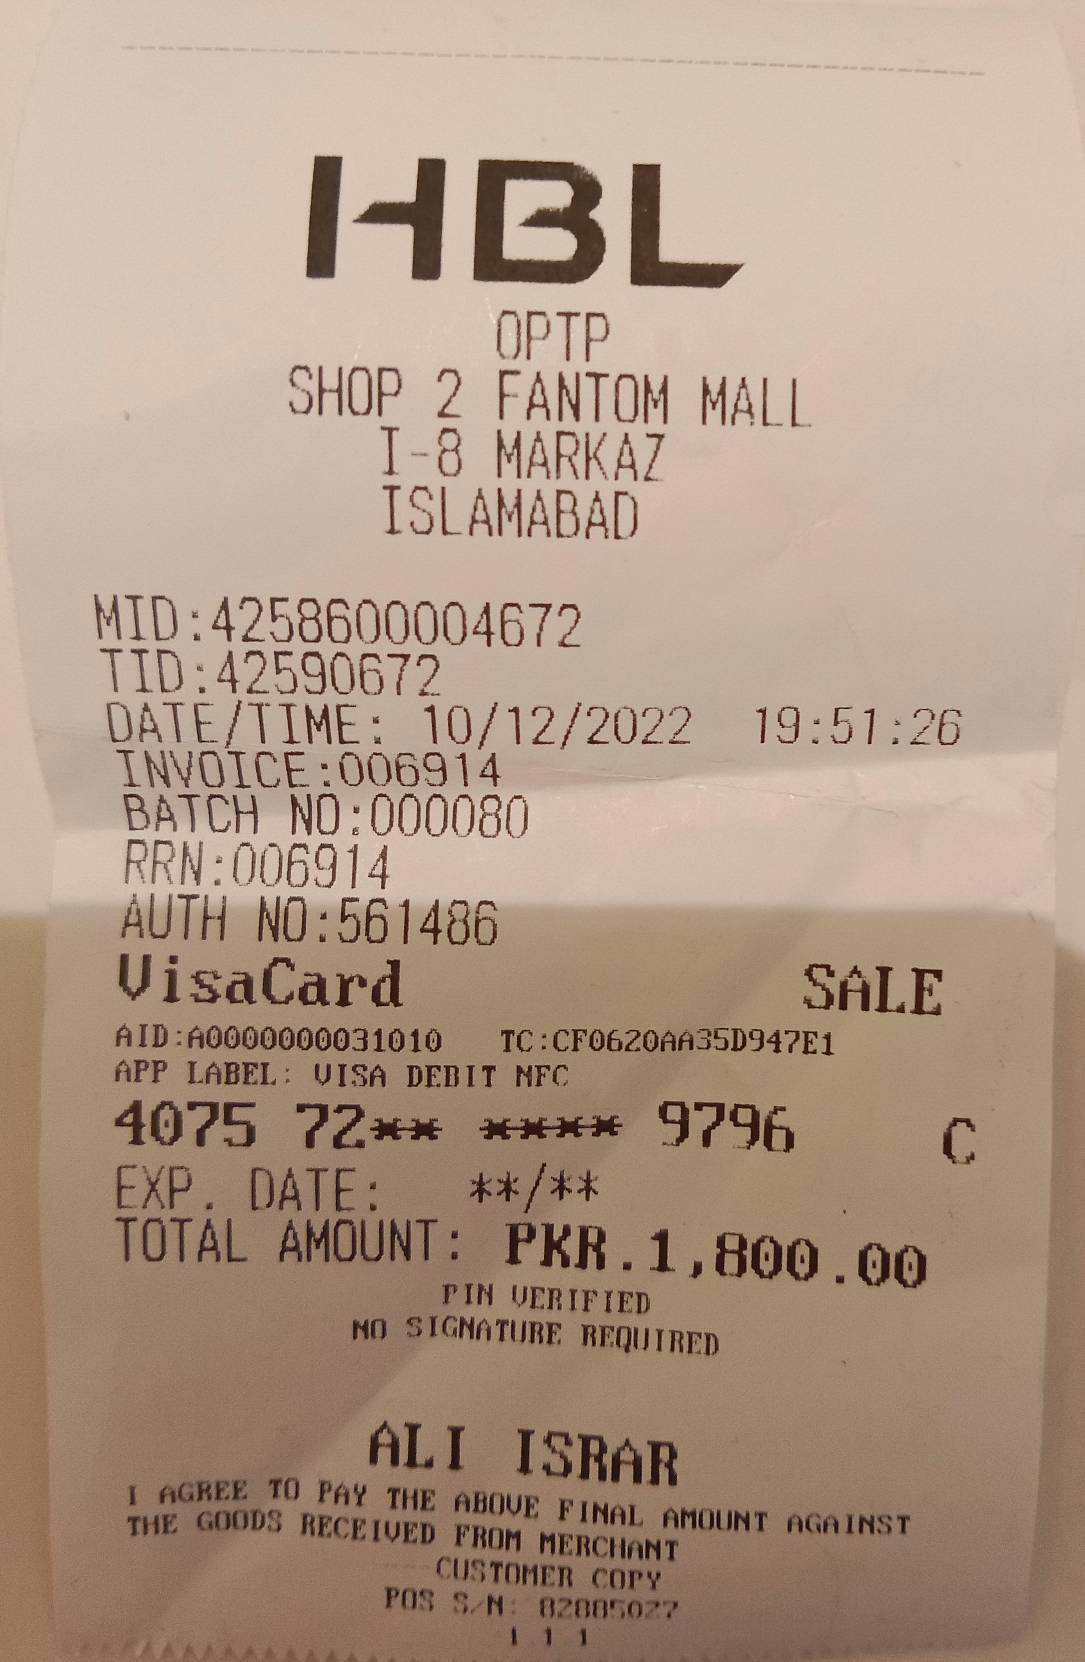 HBL
OPTP
SHOP 2 FANTOM MALL
I-8 MARKAZ
ISLAMABAD
MID:4258600004672
TID:42590672
DATE/TIME: 10/12/2022 19:51:26
INVOICE:006914
BATCH NO:000080
RRN:006914
AUTH NO:561486
VisaCard SALE
AID:A0000000031010 TC:CF0620AA35D947E1
APP LABEL: VISA DEBIT NFC
4075 72** **** 9796 C
EXP. DATE: **/**
TOTAL AMOUNT: PKR.1,800.00
PIN VERIFIED
NO SIGNATURE REQUIRED
ALI ISRAR
I AGREE TO PAY THE ABOVE FINAL AMOUNT AGAINST
THE GOODS RECEIVED FROM MERCHANT
CUSTOMER COPY
POS S/N: 82885027
1.1.1